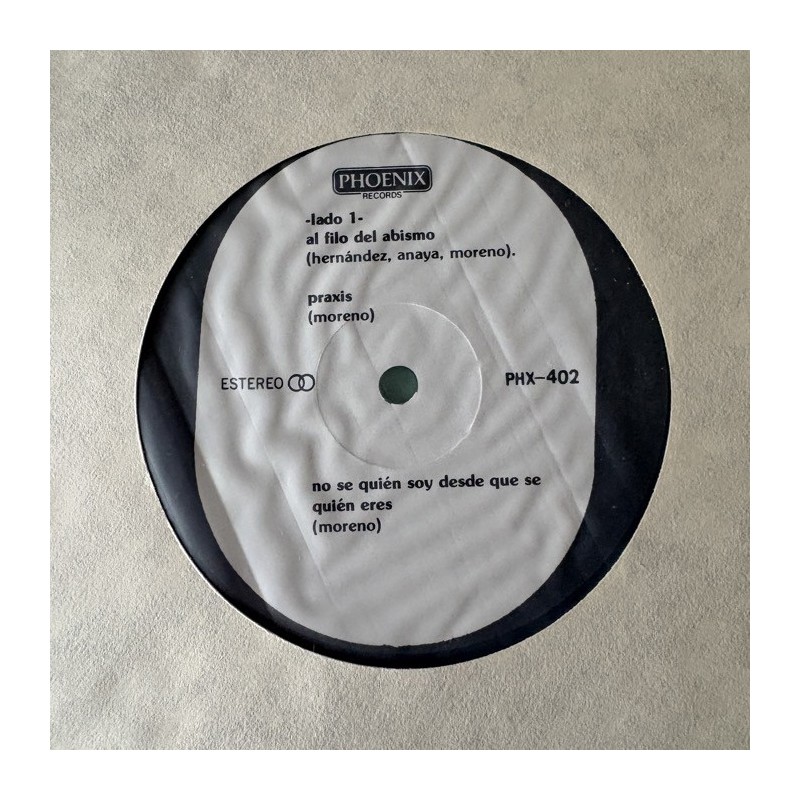 PHOENIX
RECORDS
-lado 1-
al filo del abismo
(hernández, anaya, moreno).
praxis
(moreno)
ESTEREO
PHX-402
no se quién soy desde que se
quién eres
(moreno)